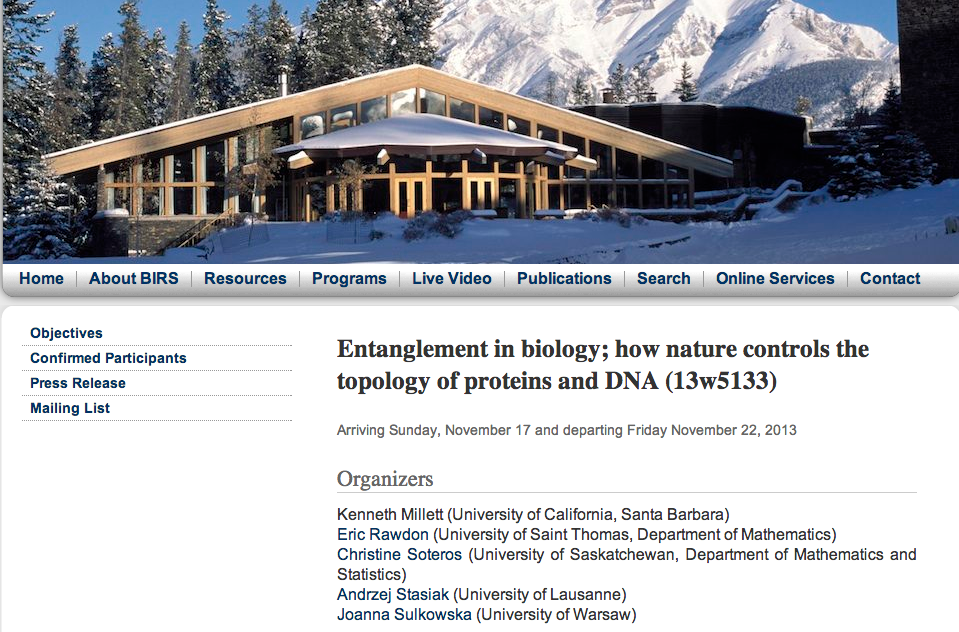 Home About BIRS Resources Programs Live Video Publications Search Online Services Contact
Objectives
Confirmed Participants
Press Release
Mailing List
Entanglement in biology; how nature controls the
topology of proteins and DNA (13w5133)
Arriving Sunday, November 17 and departing Friday November 22, 2013
Organizers
Kenneth Millett (University of California, Santa Barbara)
Eric Rawdon (University of Saint Thomas, Department of Mathematics)
Christine Soteros (University of Saskatchewan, Department of Mathematics and
Statistics)
Andrzej Stasiak (University of Lausanne)
Joanna Sulkowska (University of Warsaw)